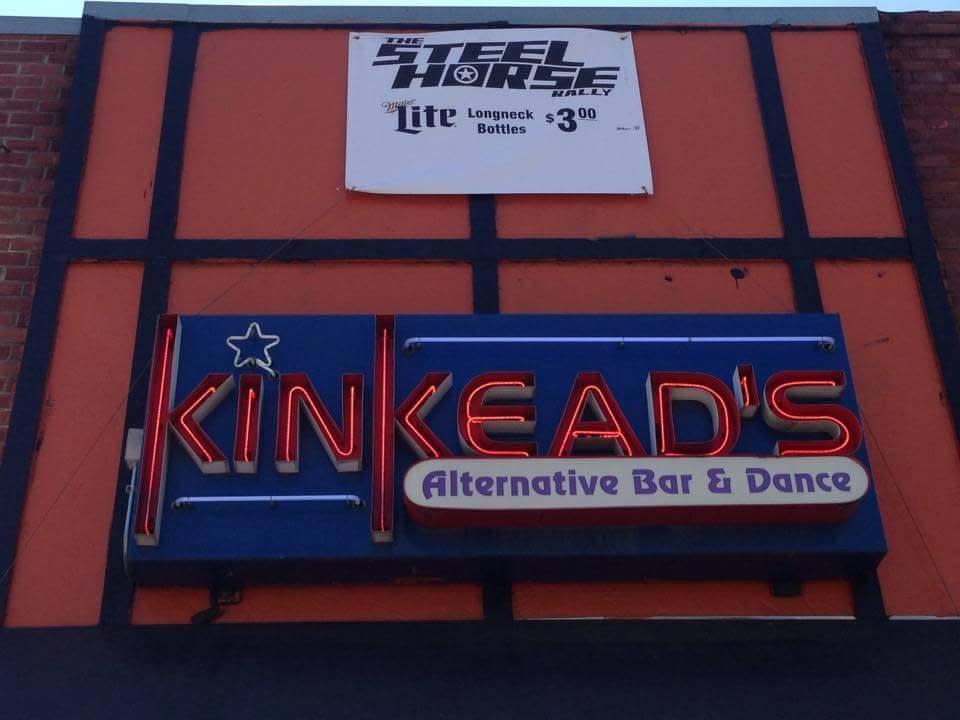 THE
STEEL
HORSE
RALLY
Miller
Lite Longneck $3.00
Bottles
KINKEAD'S
Alternative Bar & Dance